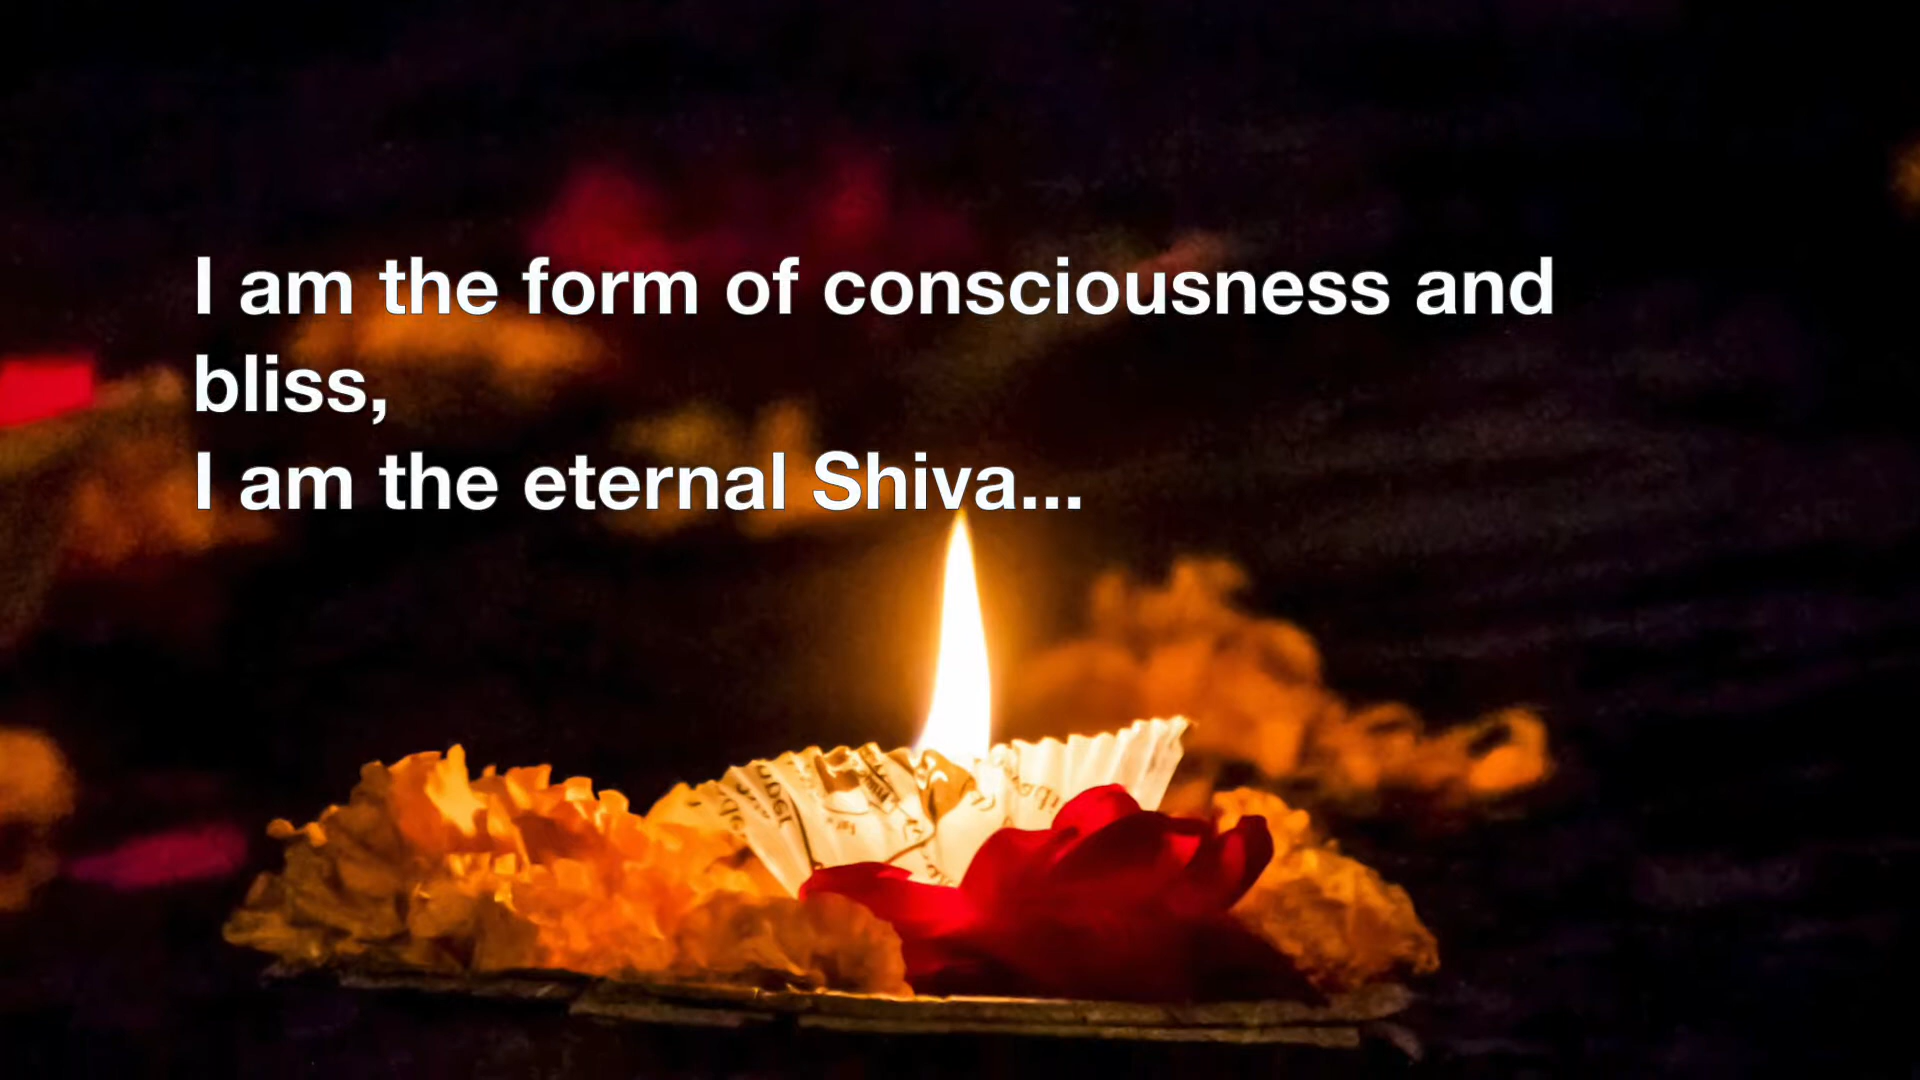 I am the form of consciousness and
bliss,
I am the eternal Shiva...